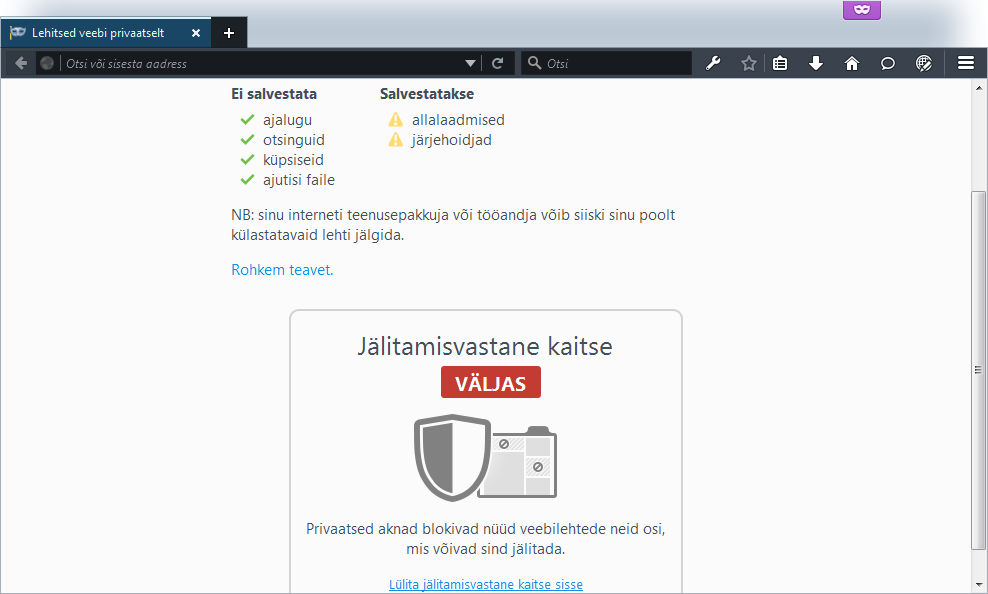 Lehitsed veebi privaatselt
Otsi või sisesta aadress
Otsi
Ei salvestata
ajalugu
otsinguid
küpsiseid
ajutisi faile
Salvestatakse
allalaadmised
järjehoidjad
NB: sinu interneti teenusepakkuja või tööandja võib siiski sinu poolt
külastatavaid lehti jälgida.
Rohkem teavet.
Jälitamisvastane kaitse
VÄLJAS
Privaatsed aknad blokivad nüüd veebilehtede neid osi,
mis võivad sind jälitada.
Lülita jälitamisvastane kaitse sisse